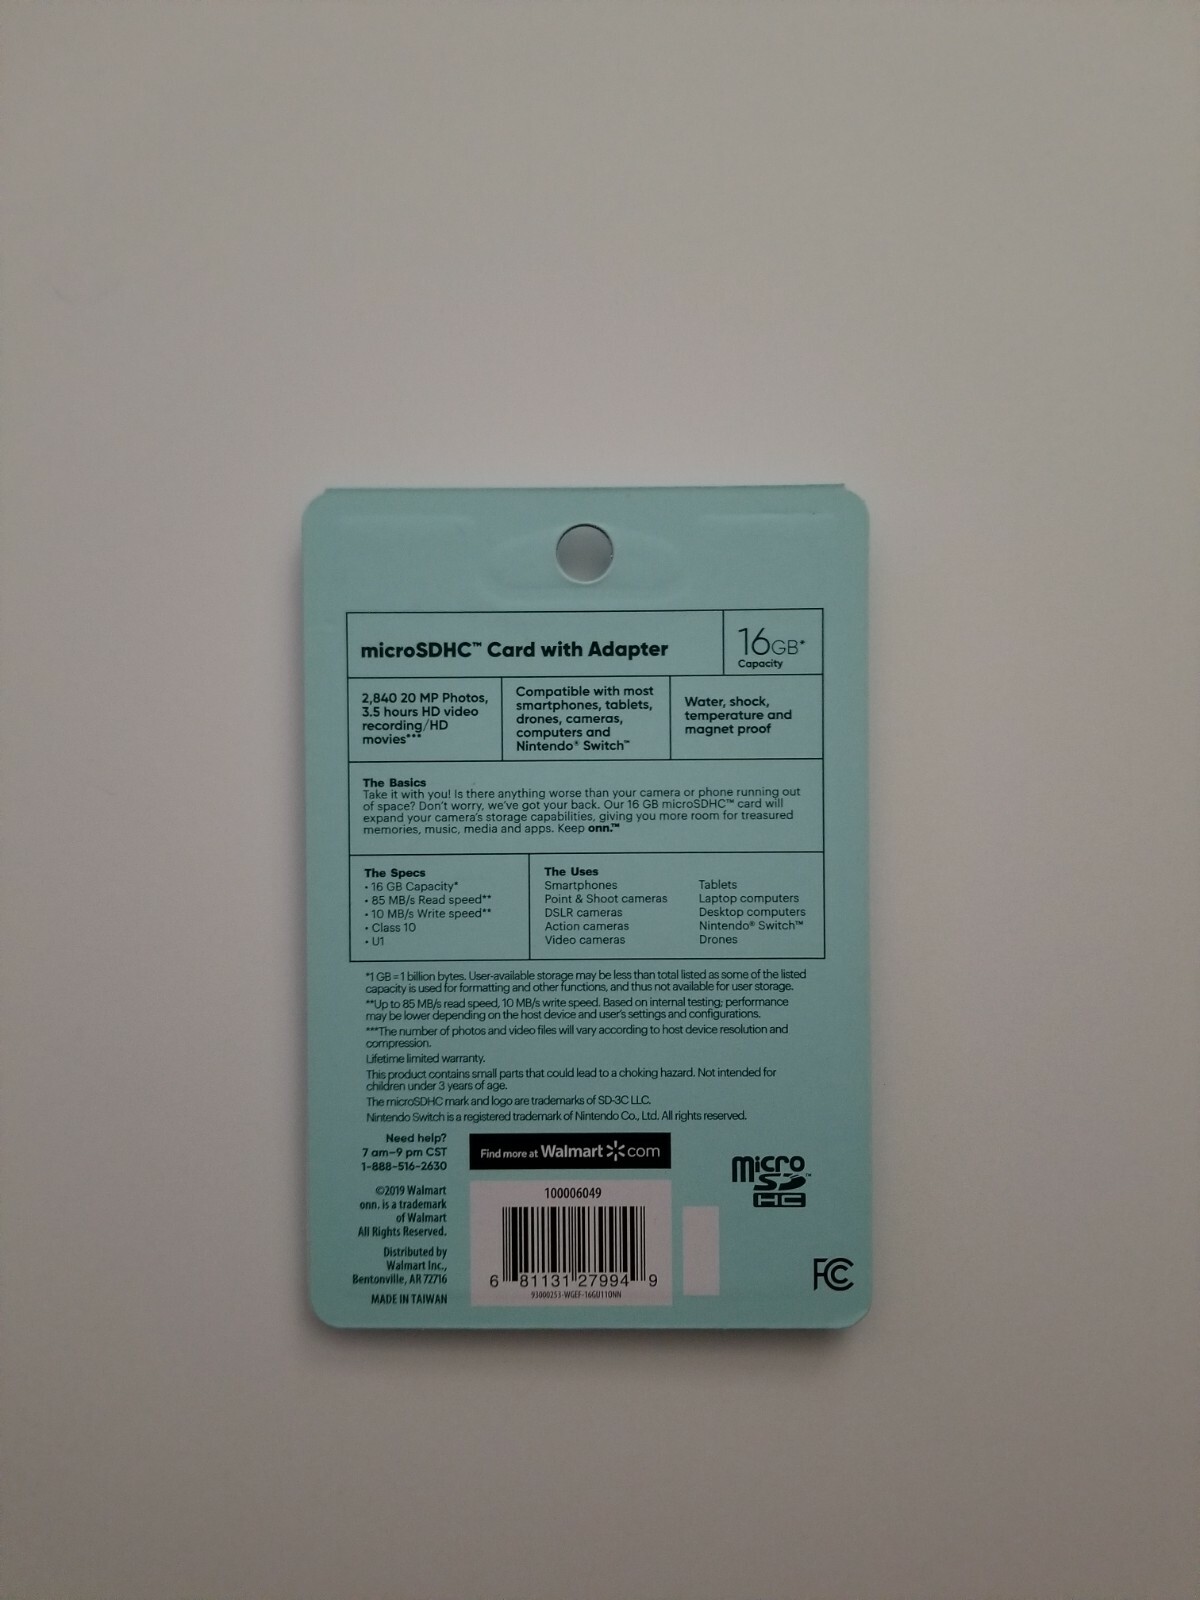 microSDHC™ Card with Adapter
16GB*
Capacity
2,840 20 MP Photos,
3.5 hours HD video
recording/HD
movies***
Compatible with most
smartphones, tablets,
drones, cameras,
computers and
Nintendo® Switch™
Water, shock,
temperature and
magnet proof
The Basics
Take it with you! Is there anything worse than your camera or phone running out
of space? Don't worry, we've got your back. Our 16 GB microSDHC™ card will
expand your camera's storage capabilities, giving you more room for treasured
memories, music, media and apps. Keep onn.™
The Specs
• 16 GB Capacity*
• 85 MB/s Read speed**
• 10 MB/s Write speed**
• Class 10
• U1
The Uses
Smartphones
Point & Shoot cameras
DSLR cameras
Action cameras
Video cameras
Tablets
Laptop computers
Desktop computers
Nintendo® Switch™
Drones
*1 GB = 1 billion bytes. User-available storage may be less than total listed as some of the listed
capacity is used for formatting and other functions, and thus not available for user storage.
**Up to 85 MB/s read speed, 10 MB/s write speed. Based on internal testing; performance
may be lower depending on the host device and user's settings and configurations.
***The number of photos and video files will vary according to host device resolution and
compression.
Lifetime limited warranty.
This product contains small parts that could lead to a choking hazard. Not intended for
children under 3 years of age.
The microSDHC mark and logo are trademarks of SD-3C LLC.
Nintendo Switch is a registered trademark of Nintendo Co., Ltd. All rights reserved.
Need help?
7 am–9 pm CST
1-888-516-2630
©2019 Walmart
onn. is a trademark
of Walmart
All Rights Reserved.
Distributed by
Walmart Inc.,
Bentonville, AR 72716
MADE IN TAIWAN
Find more at Walmart.com
100006049
6 81131 27994 9
93000253-WGEF-16GU11ONN
micro
SD™
HC
FC